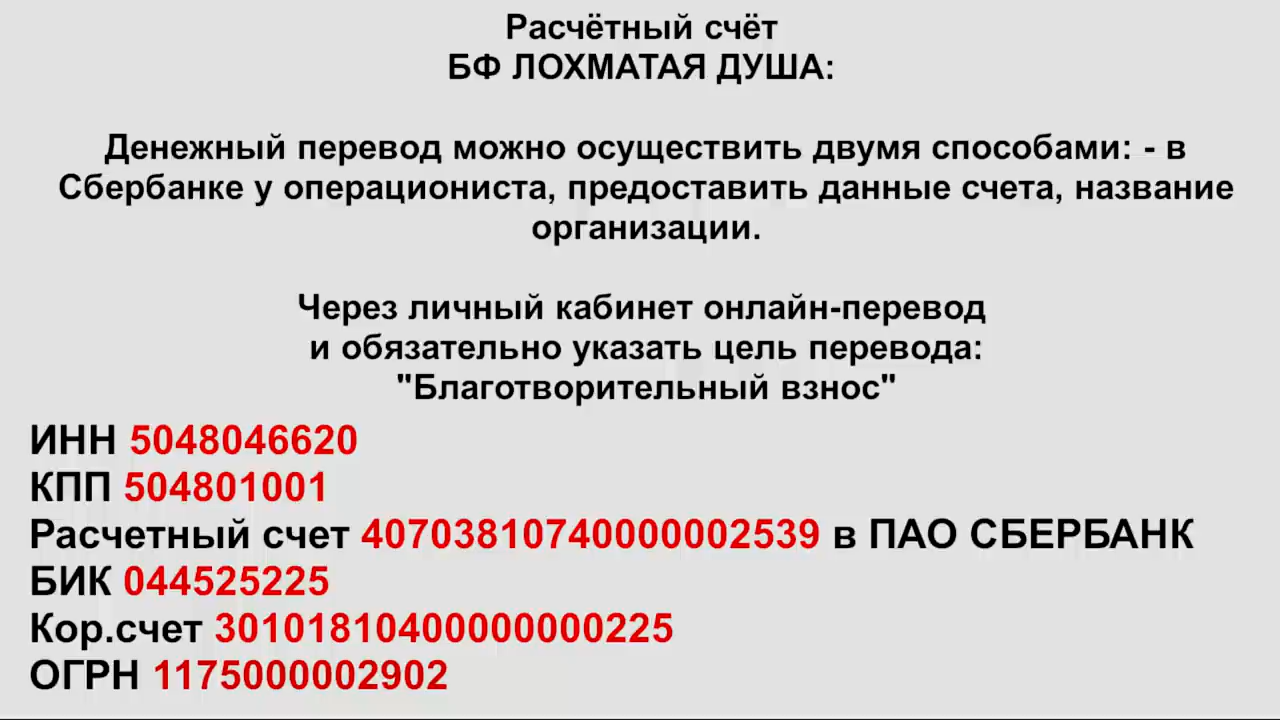 Расчётный счёт
БФ ЛОХМАТАЯ ДУША:
Денежный перевод можно осуществить двумя способами: - в
Сбербанке у операциониста, предоставить данные счета, название
организации.
Через личный кабинет онлайн-перевод
и обязательно указать цель перевода:
"Благотворительный взнос"
ИНН 5048046620
КПП 504801001
Расчетный счет 40703810740000002539 в ПАО СБЕРБАНК
БИК 044525225
Кор.счет 30101810400000000225
ОГРН 1175000002902